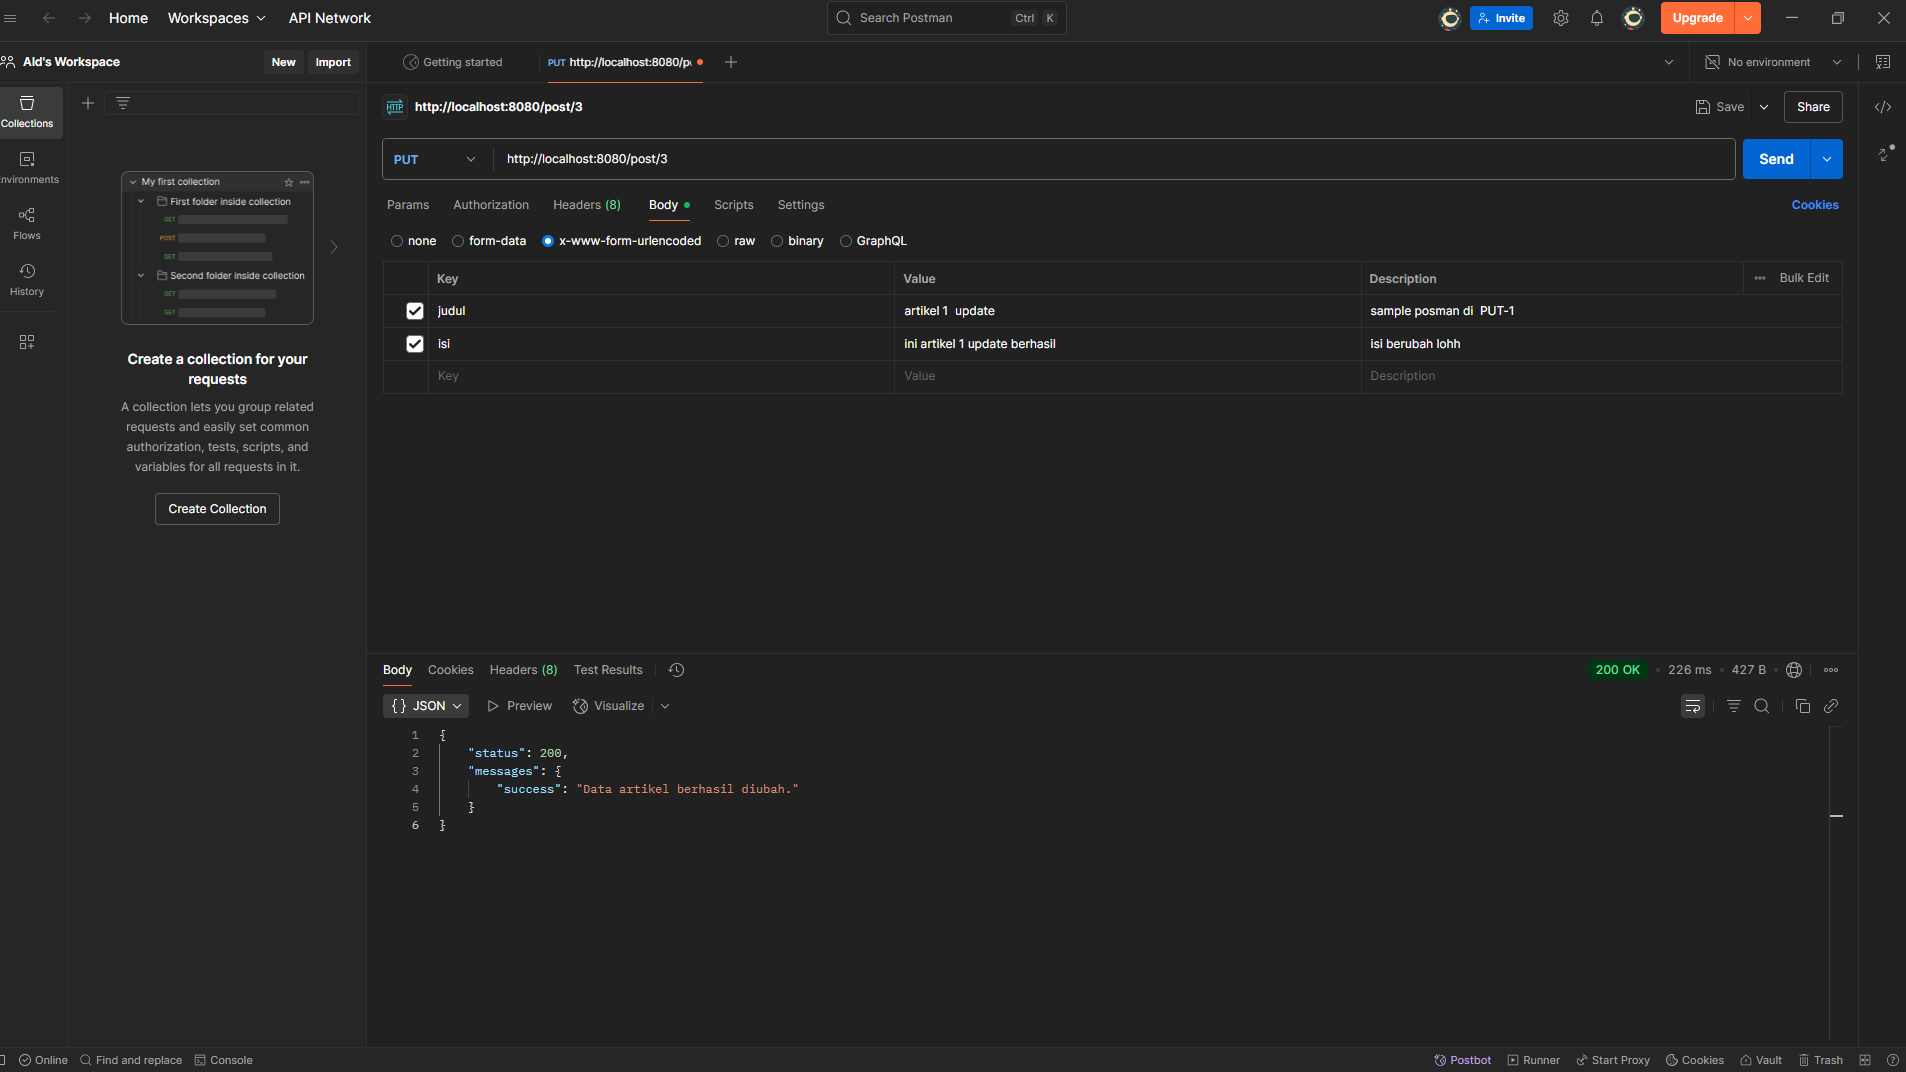 Home Workspaces API Network Search Postman Ctrl K Invite Upgrade
Ald's Workspace New Import Getting started PUT http://localhost:8080/p No environment
http://localhost:8080/post/3 Save Share
Collections
PUT http://localhost:8080/post/3 Send
nvironments
My first collection
First folder inside collection
GET
POST
GET
Second folder inside collection
GET
GET
Params Authorization Headers (8) Body Scripts Settings Cookies
Flows
none form-data x-www-form-urlencoded raw binary GraphQL
History
Key Value Description Bulk Edit
judul artikel 1  update sample posman di  PUT-1
isi ini artikel 1 update berhasil isi berubah lohh
Key Value Description
Create a collection for your
requests
A collection lets you group related
requests and easily set common
authorization, tests, scripts, and
variables for all requests in it.
Create Collection
Body Cookies Headers (8) Test Results 200 OK 226 ms 427 B
{} JSON Preview Visualize
1 {
2 "status": 200,
3 "messages": {
4 "success": "Data artikel berhasil diubah."
5 }
6 }
Online Find and replace Console Postbot Runner Start Proxy Cookies Vault Trash